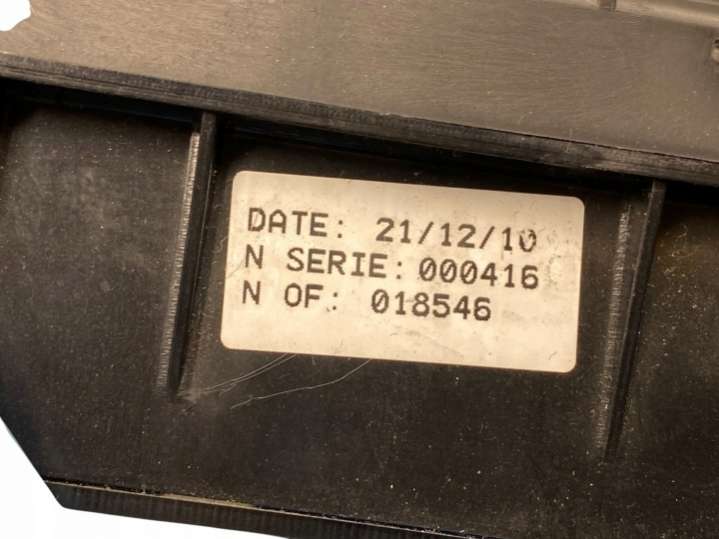 DATE: 21/12/10
N SERIE: 000416
N OF: 018546